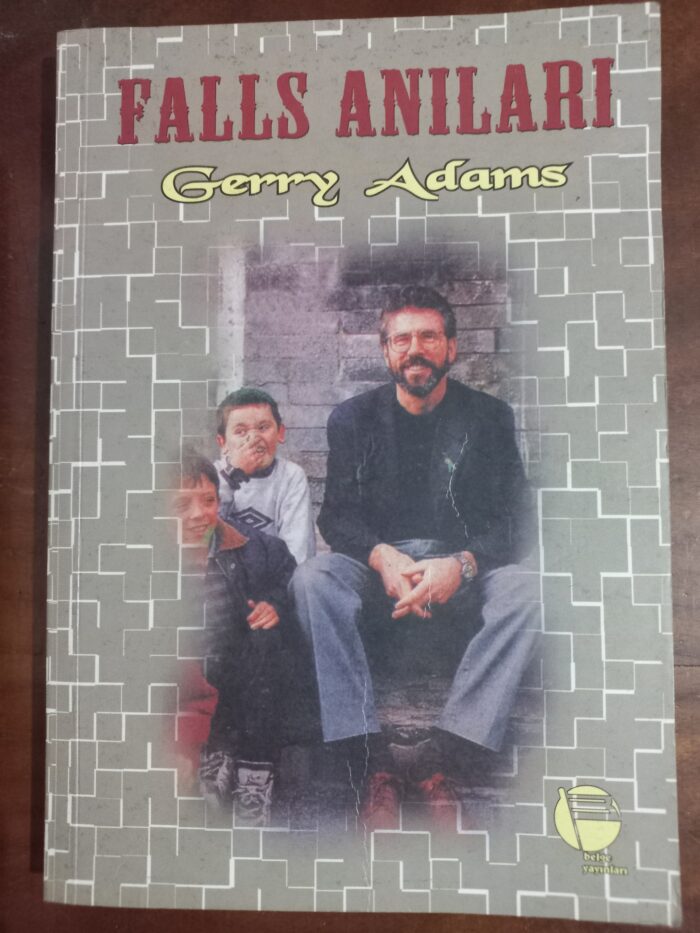 FALLS ANILARI
Gerry Adams
belge
yayınları